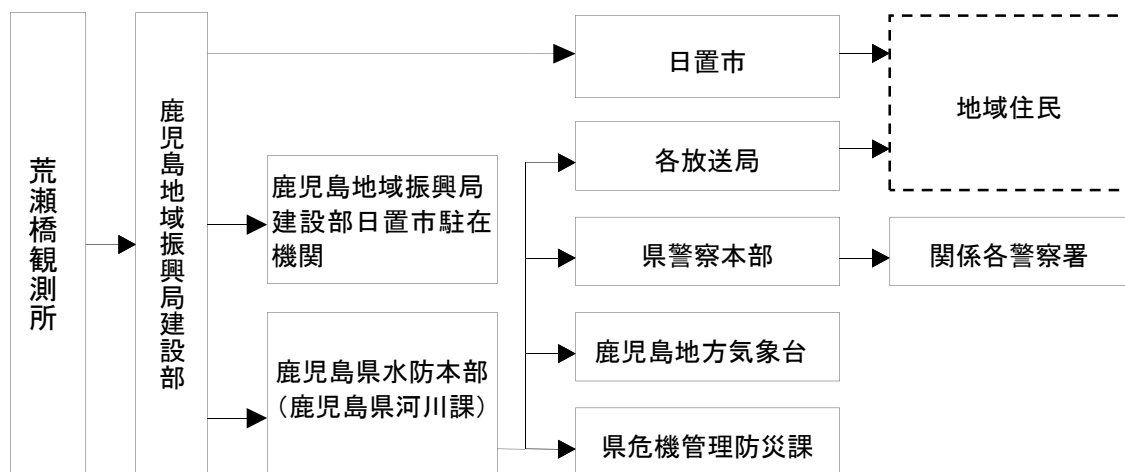 荒瀬橋観測所
鹿児島地域振興局建設部
鹿児島地域振興局
建設部日置市駐在
機関
鹿児島県水防本部
（鹿児島県河川課）
日置市
各放送局
県警察本部
鹿児島地方気象台
県危機管理防災課
地域住民
関係各警察署